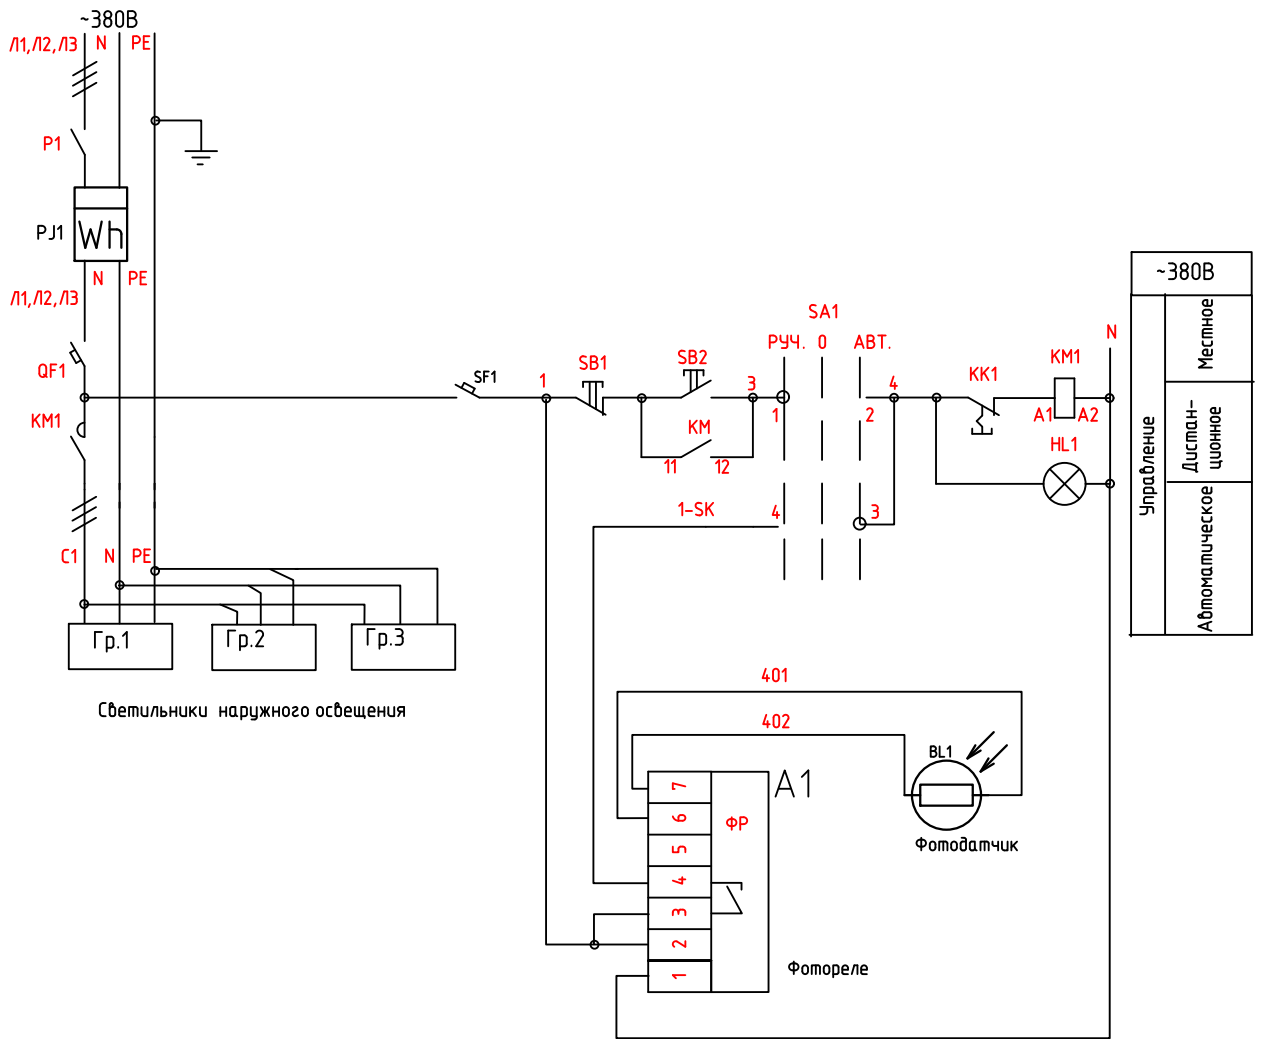 ~380В
Л1,Л2,Л3 N PE
P1
PJ1 Wh
N PE
Л1,Л2,Л3
QF1
KM1
C1 N PE
Гр.1 Гр.2 Гр.3
Светильники наружного освещения
SF1
1
SB1
SB2
KM
11 12
3
SA1
РУЧ. 0 АВТ.
1 2
4
1-SK
4 3
KK1
KM1
A1 A2
HL1
N
~380В
Управление
Местное
Дистан-
ционное
Автоматическое
401
402
BL1
Фотодатчик
A1
ФР
7
6
5
4
3
2
1
Фотореле